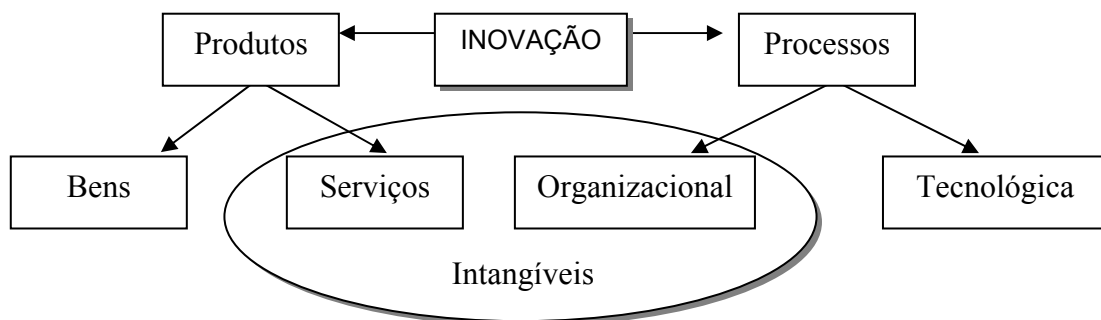 Produtos
INOVAÇÃO
Processos
Bens
Serviços
Organizacional
Tecnológica
Intangíveis